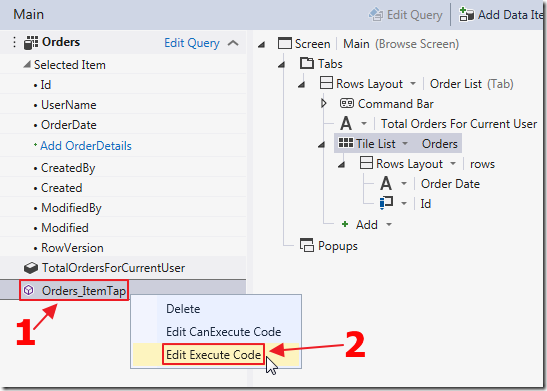 Main
Edit Query
Add Data Ite
Orders
Edit Query
Selected Item
• Id
• UserName
• OrderDate
+ Add OrderDetails
• CreatedBy
• Created
• ModifiedBy
• Modified
• RowVersion
TotalOrdersForCurrentUser
Orders_ItemTap
1
Screen | Main (Browse Screen)
Tabs
Rows Layout | Order List (Tab)
Command Bar
A | Total Orders For Current User
Tile List | Orders
Rows Layout | rows
A | Order Date
| Id
+ Add
Popups
Delete
Edit CanExecute Code
Edit Execute Code
2